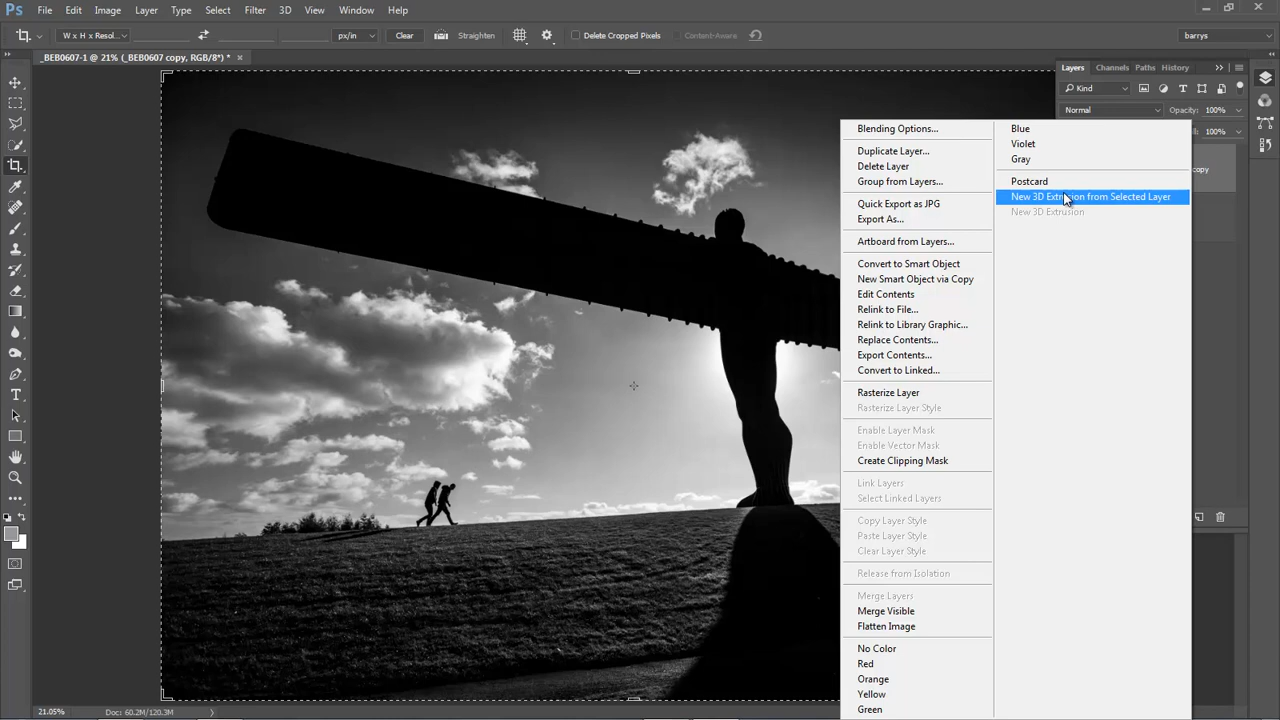 Ps File Edit Image Layer Type Select Filter 3D View Window Help
W x H x Resol... px/in Clear Straighten Delete Cropped Pixels Content-Aware barrys
_BEB0607-1 @ 21% (_BEB0607 copy, RGB/8*) * ×
Layers Channels Paths History
Kind
Normal Opacity: 100%
100%
copy
Blending Options...
Duplicate Layer...
Delete Layer
Group from Layers...
Quick Export as JPG
Export As...
Artboard from Layers...
Convert to Smart Object
New Smart Object via Copy
Edit Contents
Relink to File...
Relink to Library Graphic...
Replace Contents...
Export Contents...
Convert to Linked...
Rasterize Layer
Rasterize Layer Style
Enable Layer Mask
Enable Vector Mask
Create Clipping Mask
Link Layers
Select Linked Layers
Copy Layer Style
Paste Layer Style
Clear Layer Style
Release from Isolation
Merge Layers
Merge Visible
Flatten Image
No Color
Red
Orange
Yellow
Green
Blue
Violet
Gray
Postcard
New 3D Extrusion from Selected Layer
New 3D Extrusion
21.05% Doc: 60.2M/120.3M